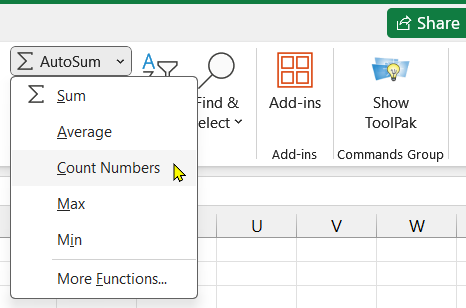 Share
AutoSum
Sum
Average
Count Numbers
Max
Min
More Functions...
A
Z
Find &
elect
Add-ins
Add-ins
Show
ToolPak
Commands Group
U
V
W